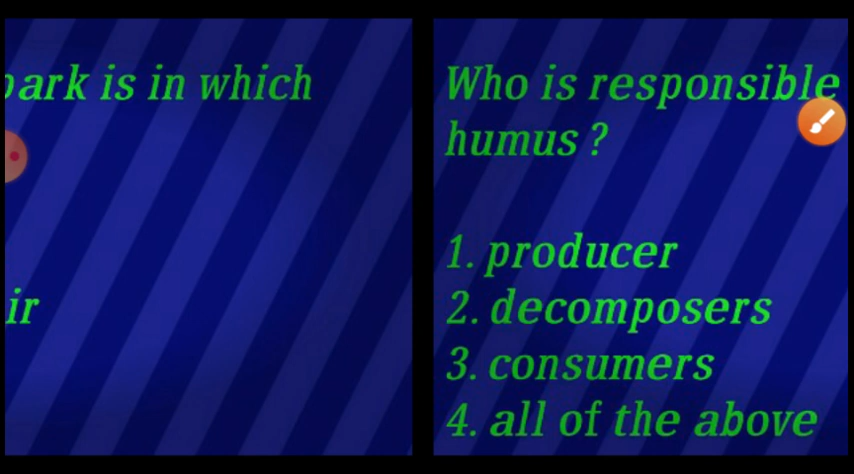 park is in which
ir
Who is responsible
humus ?
1. producer
2. decomposers
3. consumers
4. all of the above